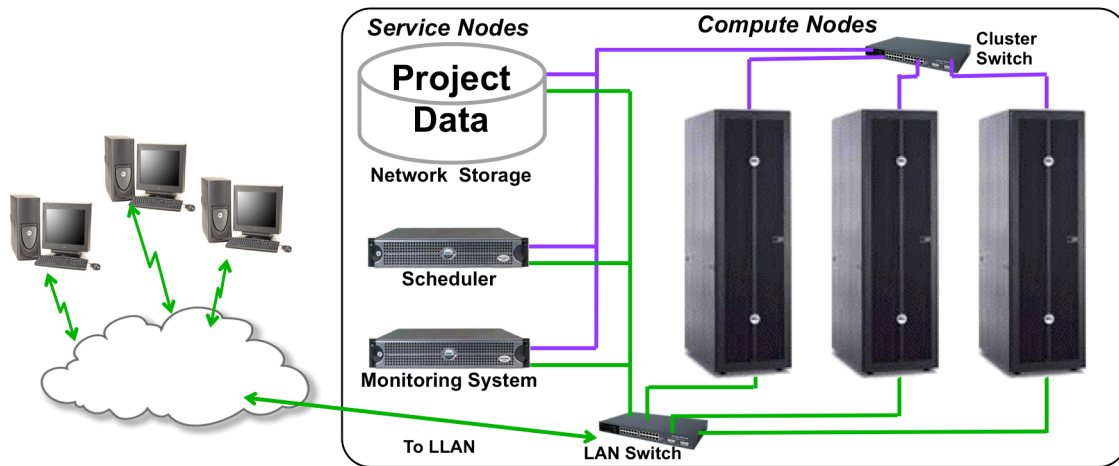 Service Nodes
Compute Nodes
Cluster
Switch
Project
Data
Network Storage
Scheduler
Monitoring System
To LLAN
LAN Switch